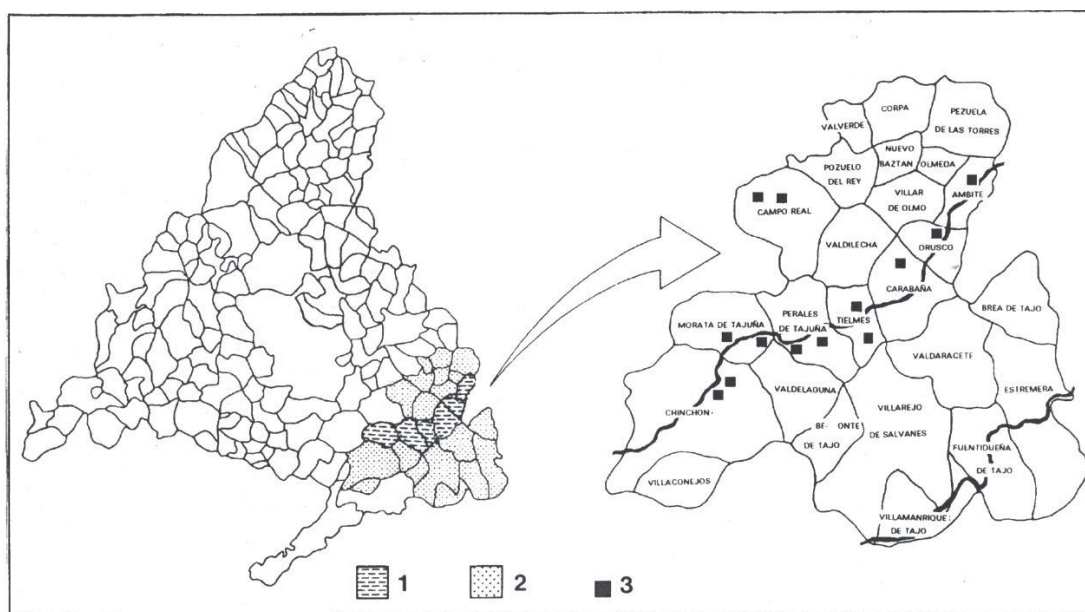 CORPA
PEZUELA
DE LAS TORRES
VALVERDE
NUEVO
BAZTAN
OLMEDA
POZUELO
DEL REY
VILLAR
DE OLMO
AMBITE
CAMPO REAL
VALDILECHA
ORUSCO
CARABAÑA
BREA DE TAJO
PERALES
DE TAJUÑA
TIELMES
MORATA DE TAJUÑA
VALDARACETE
ESTREMERA
VALDELAGUNA
CHINCHON
VILLAREJO
DE SALVANES
BE ONTE
DE TAJO
FUENTIDUEÑA
DE TAJO
VILLACONEJOS
VILLAMANRIQUE
DE TAJO
1 2 3